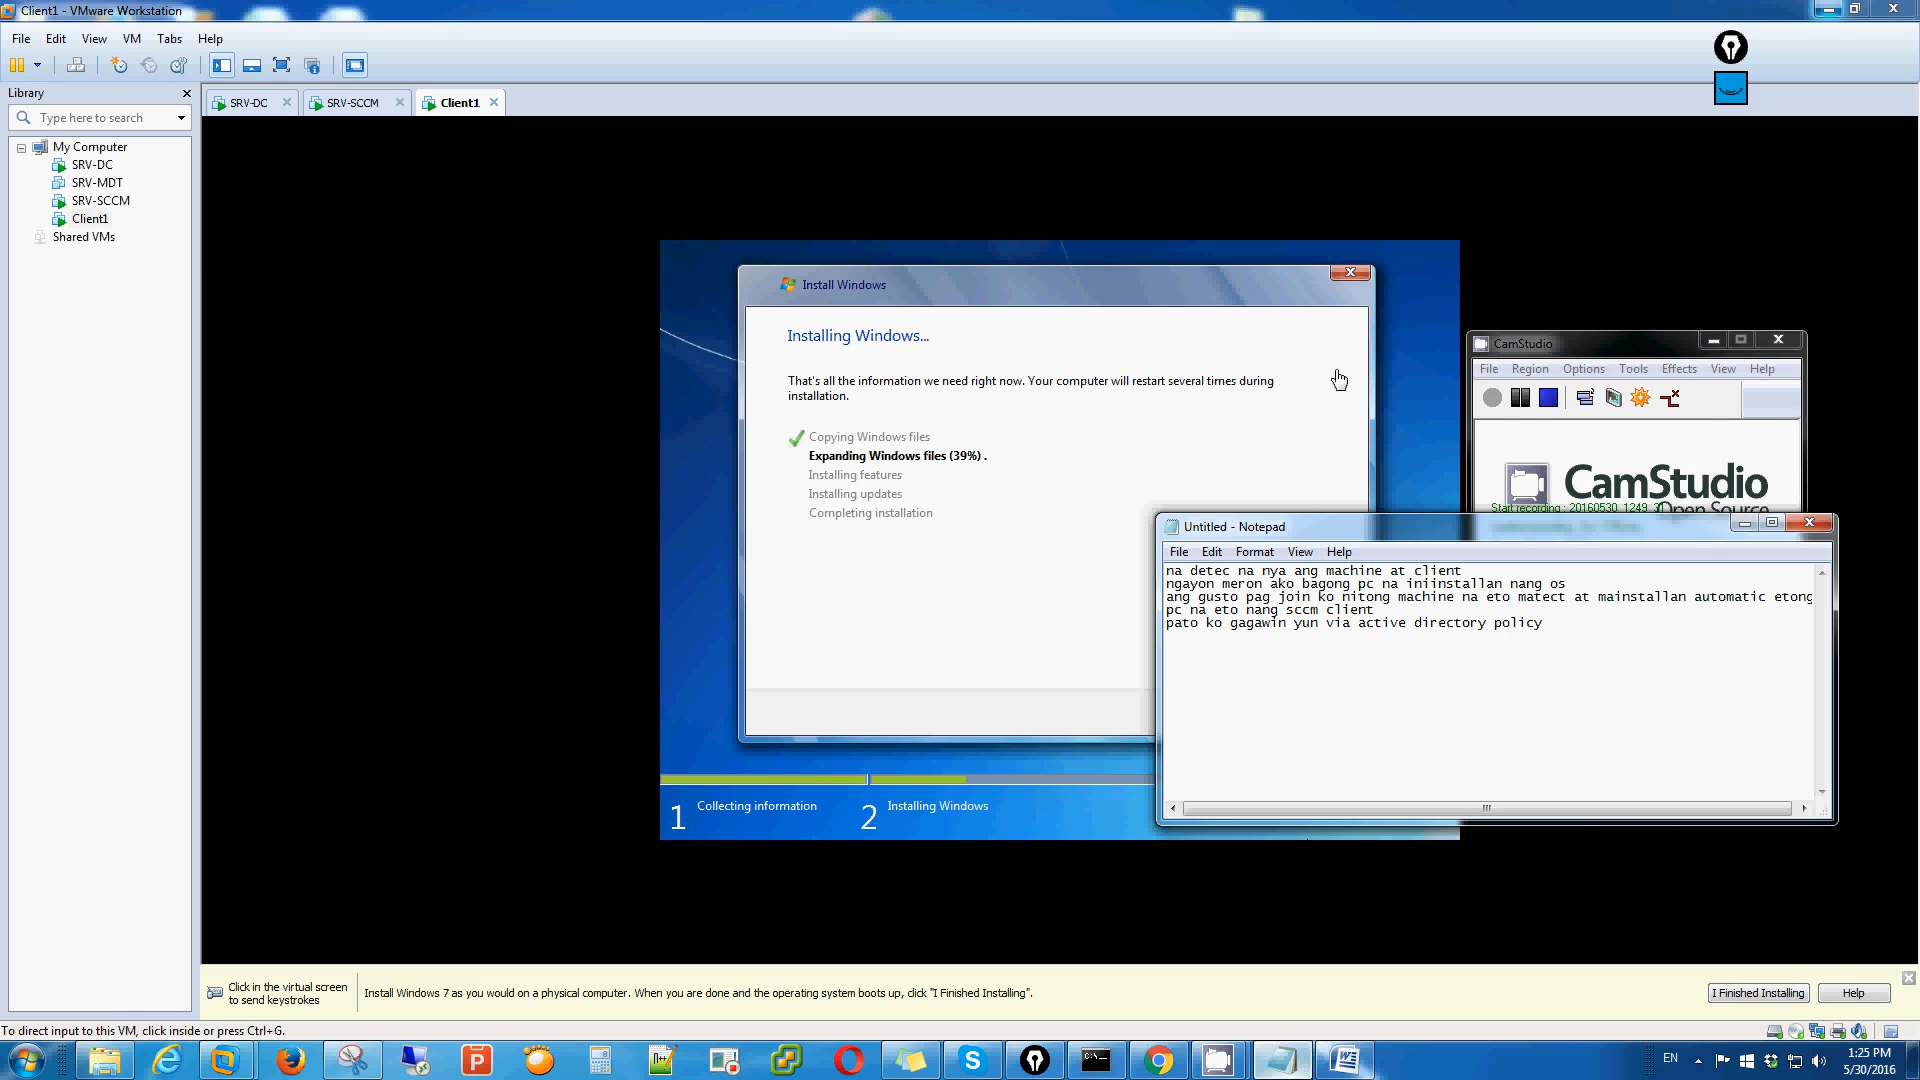 Client1 - VMware Workstation
File Edit View VM Tabs Help
Library
Type here to search
My Computer
SRV-DC
SRV-MDT
SRV-SCCM
Client1
Shared VMs
SRV-DC SRV-SCCM Client1
Install Windows
Installing Windows...
That's all the information we need right now. Your computer will restart several times during
installation.
Copying Windows files
Expanding Windows files (39%) .
Installing features
Installing updates
Completing installation
1 Collecting information
2 Installing Windows
CamStudio
File Region Options Tools Effects View Help
CamStudio
Open Source
Start recording : 20160530_1249_31
Untitled - Notepad
File Edit Format View Help
na detec na nya ang machine at client
ngayon meron ako bagong pc na iniinstallan nang os
ang gusto pag join ko nitong machine na eto matect at mainstallan automatic etong
pc na eto nang sccm client
pato ko gagawin yun via active directory policy
Click in the virtual screen
to send keystrokes
Install Windows 7 as you would on a physical computer. When you are done and the operating system boots up, click "I Finished Installing".
I Finished Installing Help
To direct input to this VM, click inside or press Ctrl+G.
EN
1:25 PM
5/30/2016